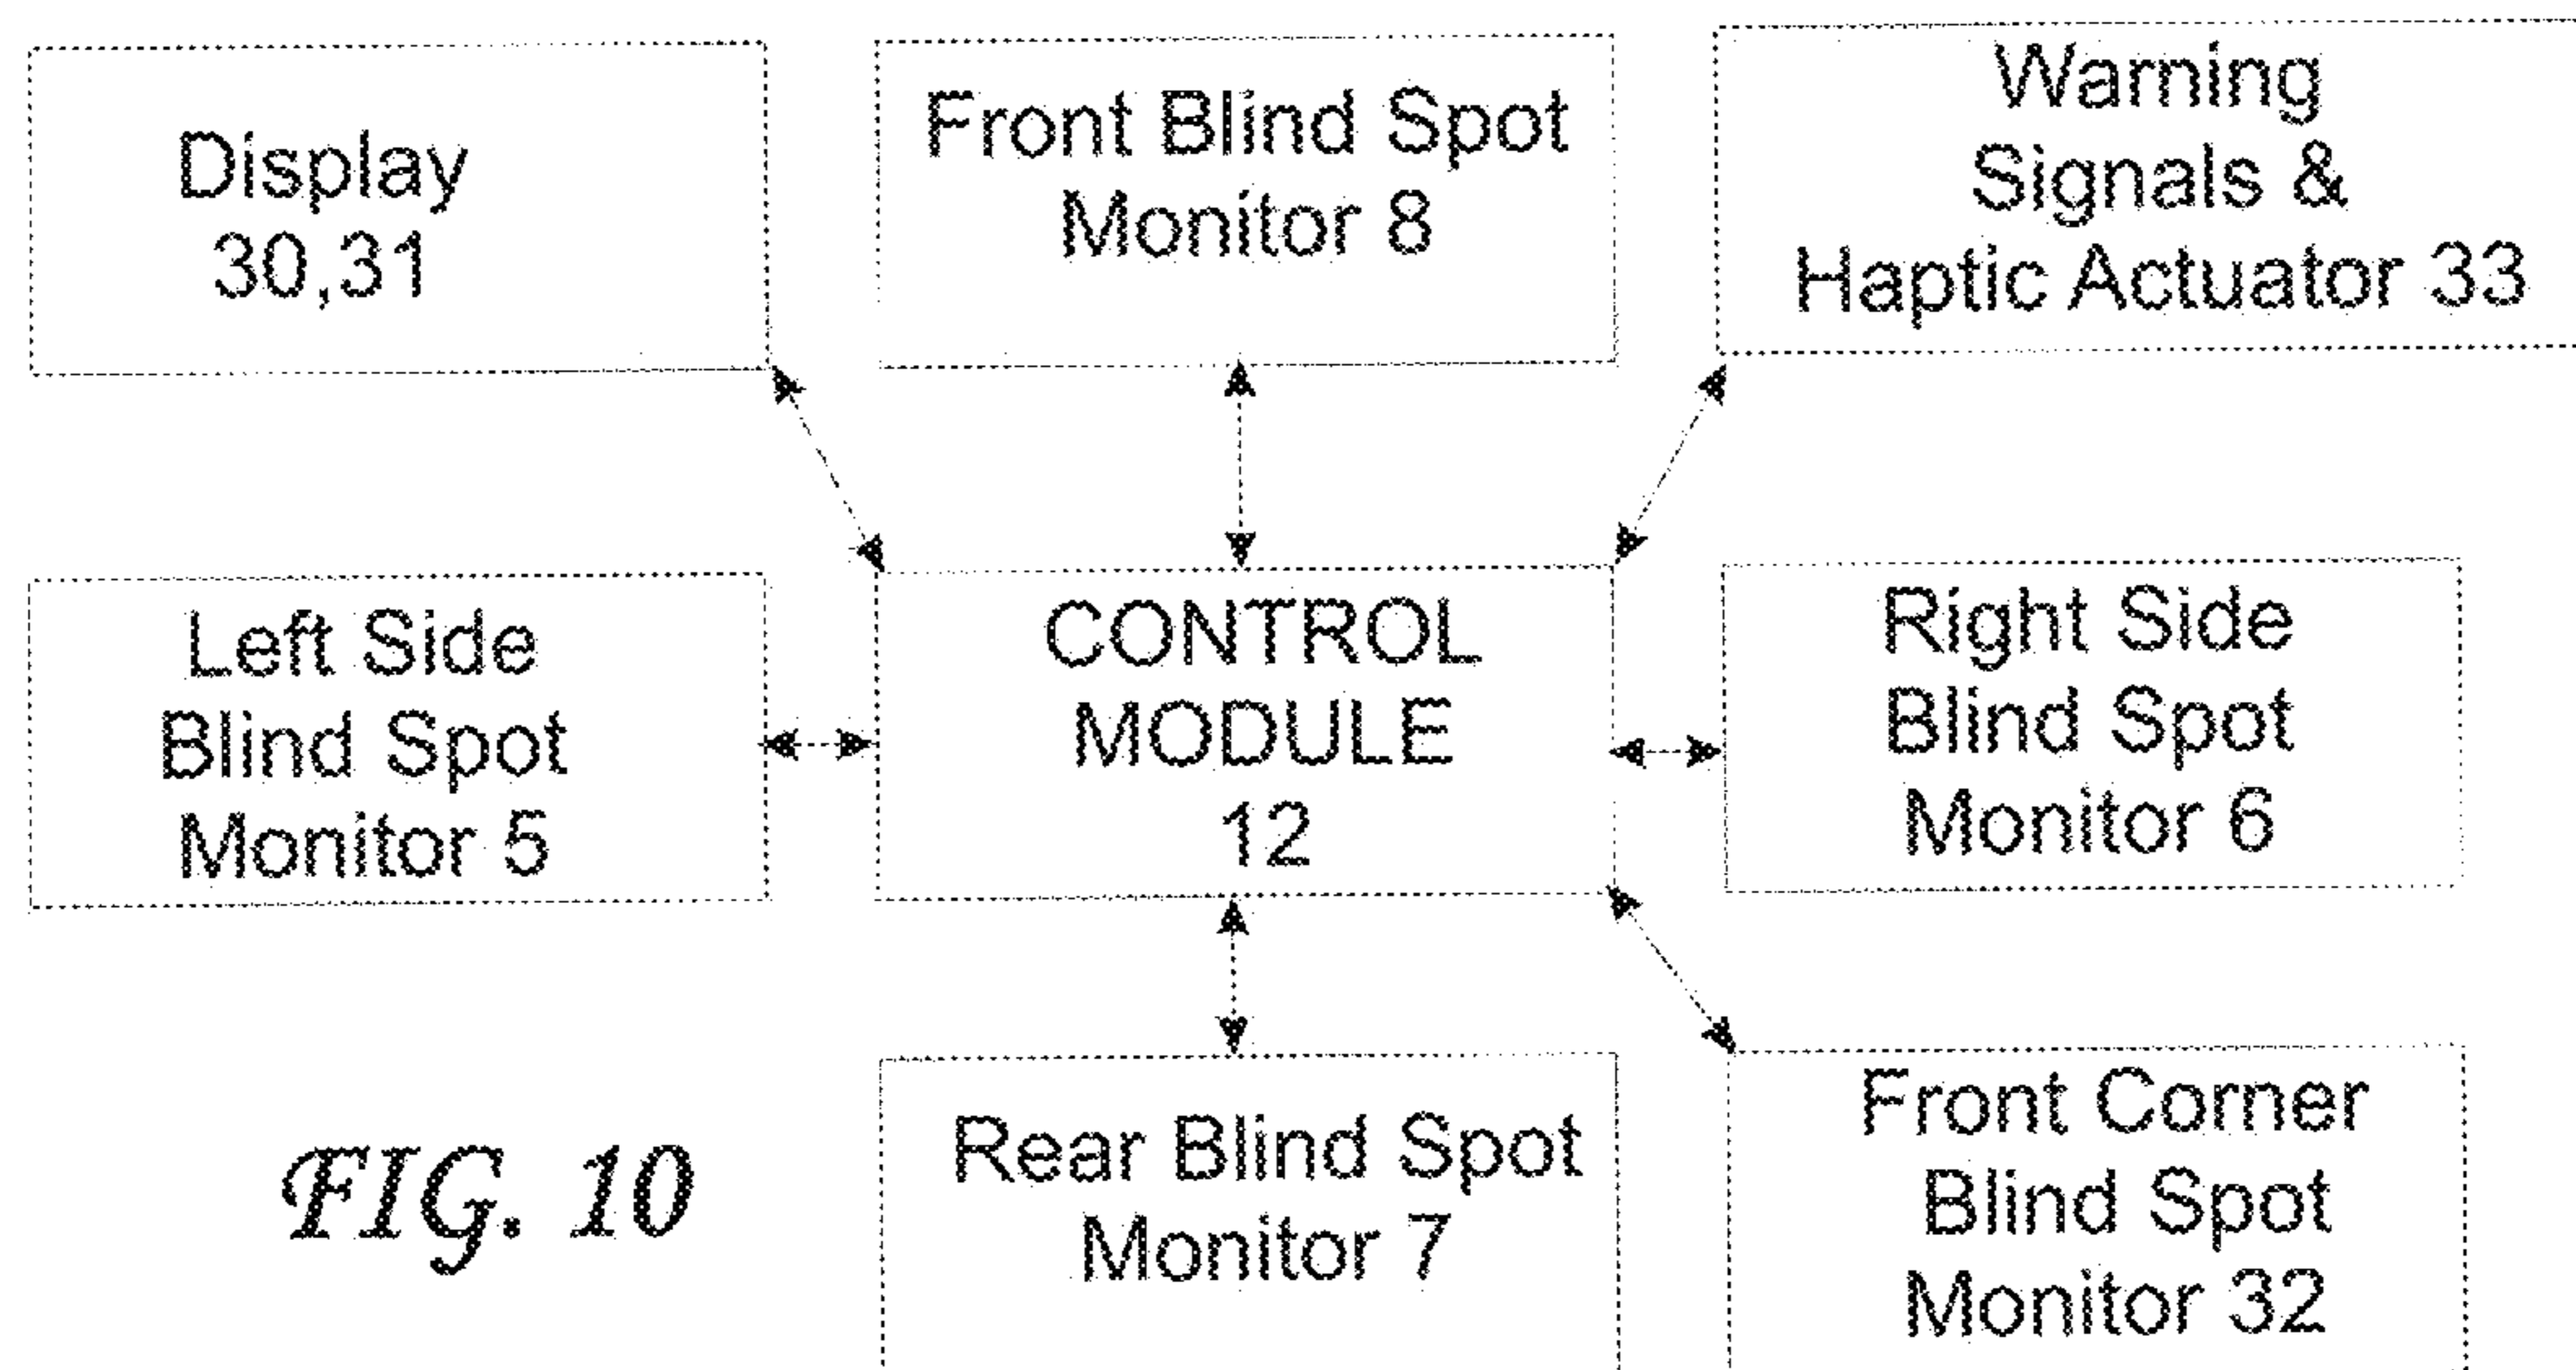 Display
30,31
Front Blind Spot
Monitor 8
Warning
Signals &
Haptic Actuator 33
Left Side
Blind Spot
Monitor 5
CONTROL
MODULE
12
Right Side
Blind Spot
Monitor 6
Rear Blind Spot
Monitor 7
Front Corner
Blind Spot
Monitor 32
FIG. 10